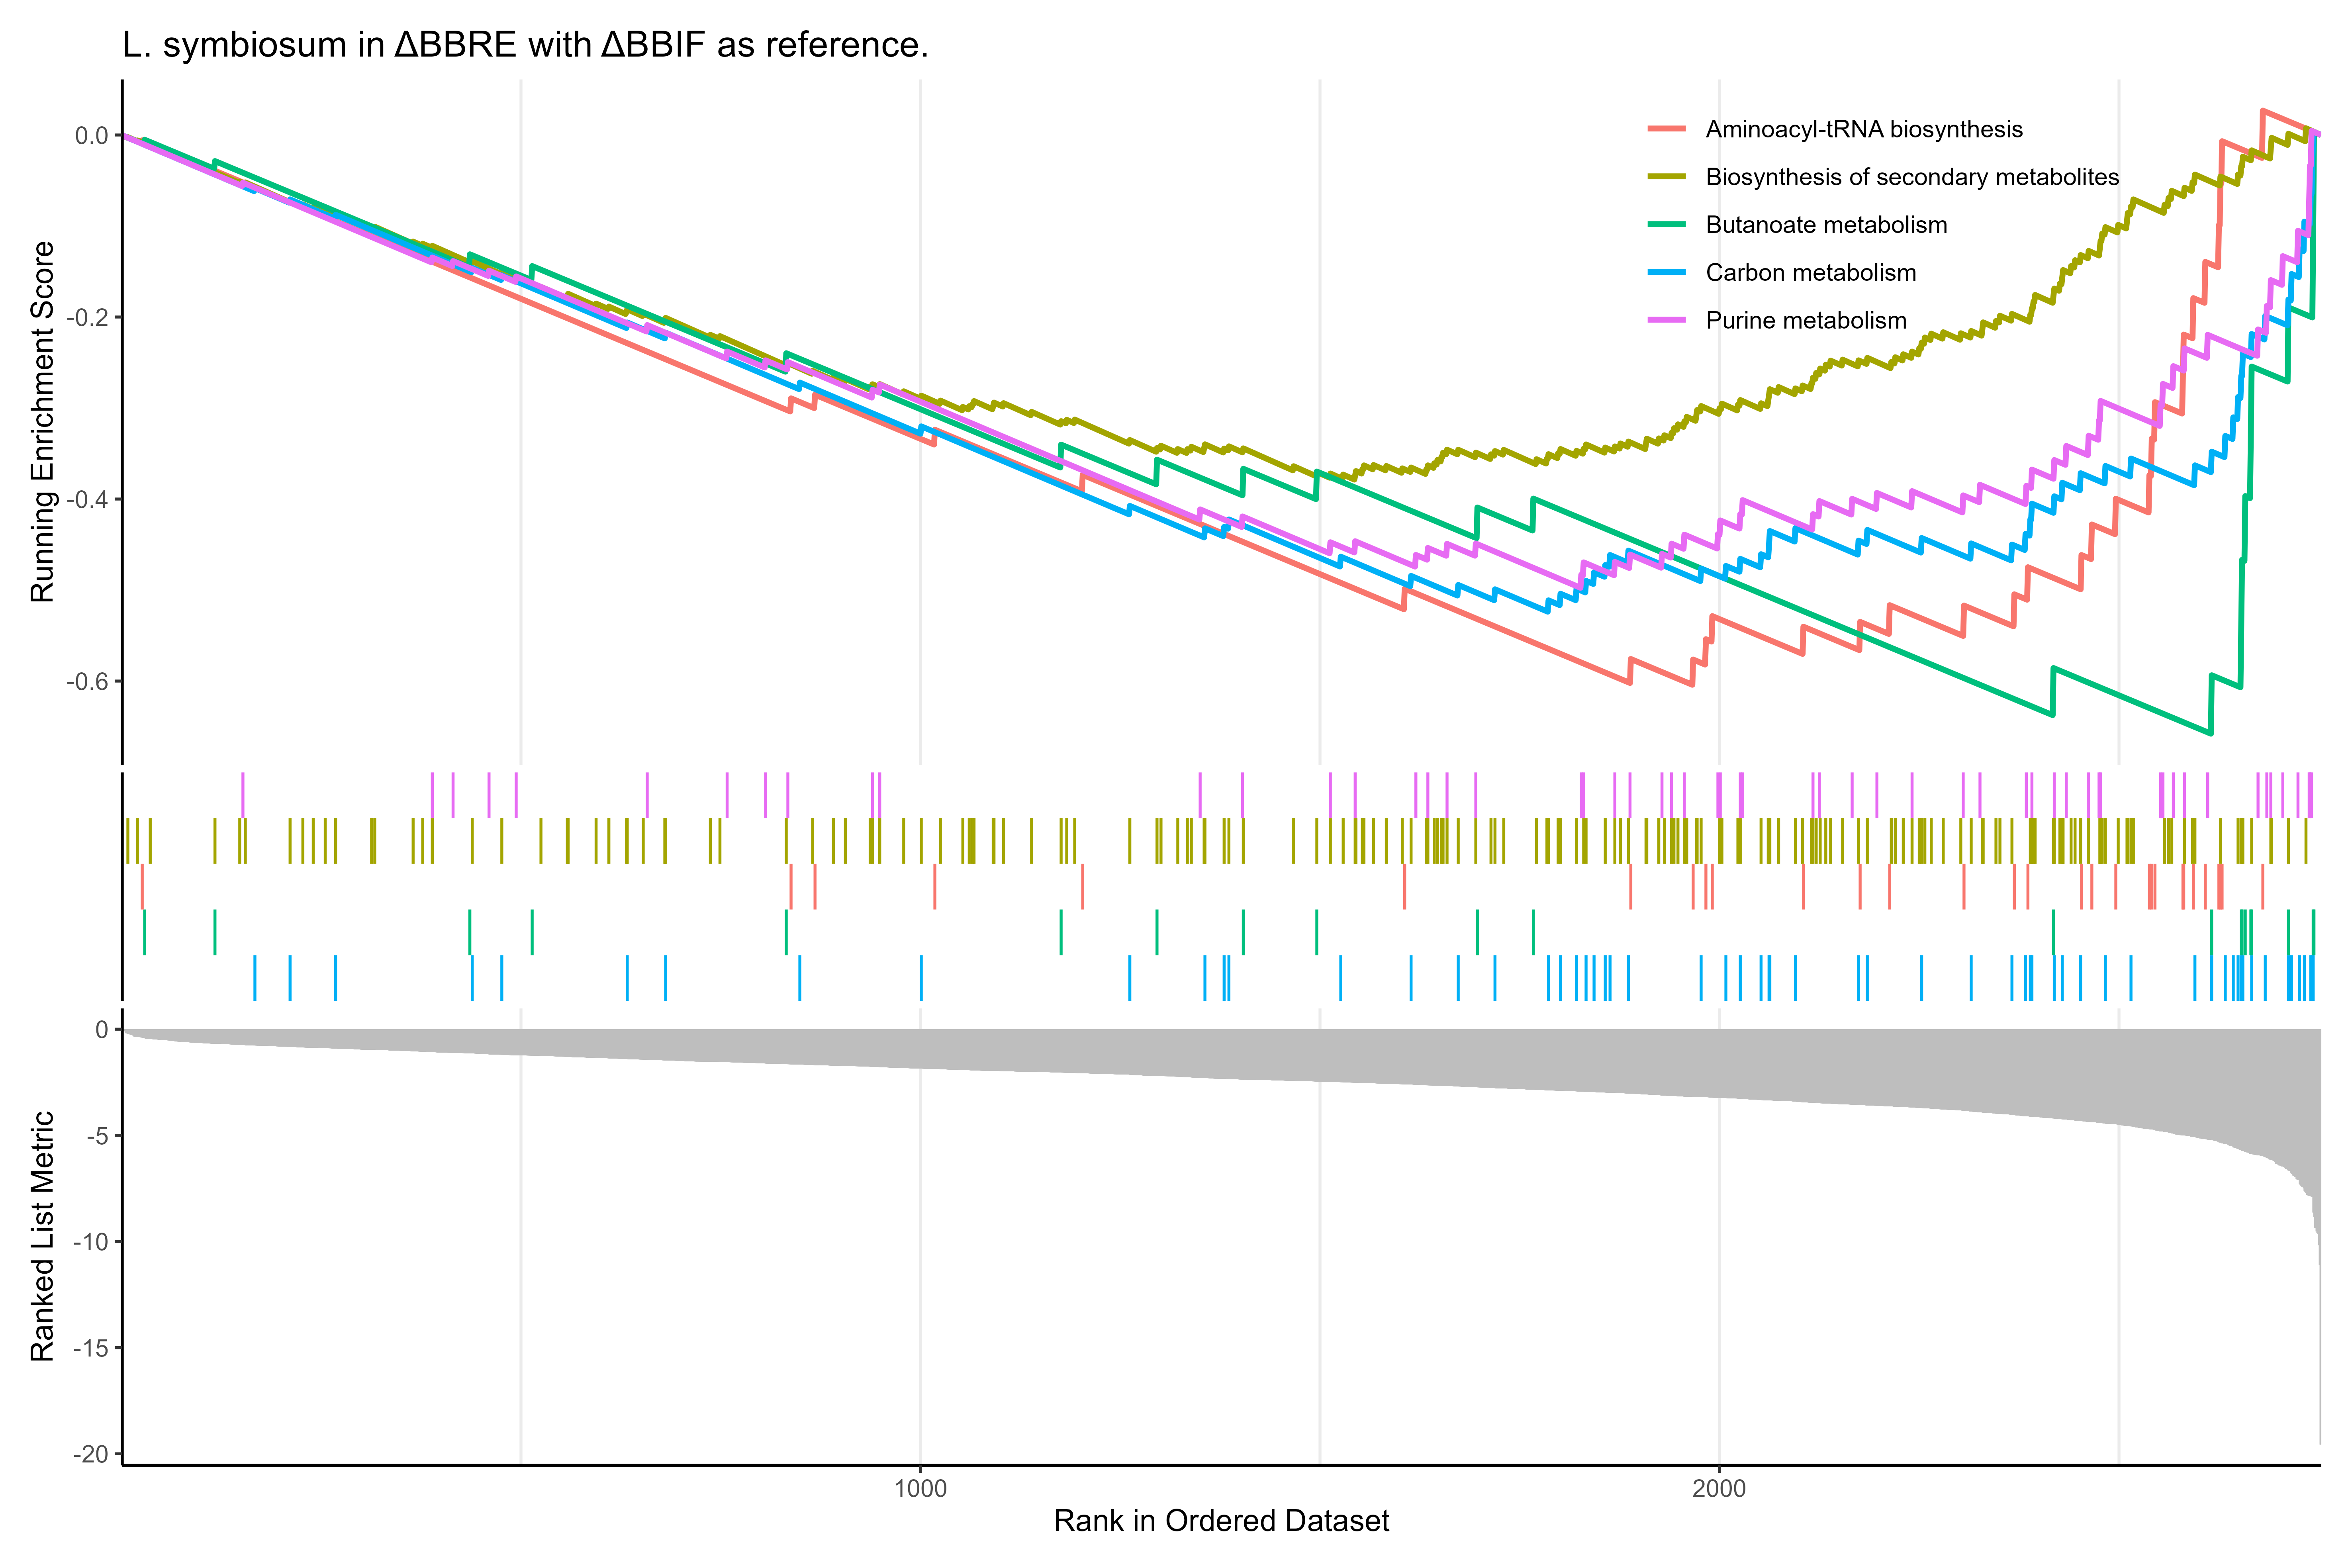 L. symbiosum in ΔBBRE with ΔBBIF as reference.
Running Enrichment Score
0.0
-0.2
-0.4
-0.6
Aminoacyl-tRNA biosynthesis
Biosynthesis of secondary metabolites
Butanoate metabolism
Carbon metabolism
Purine metabolism
Ranked List Metric
0
-5
-10
-15
-20
1000
2000
Rank in Ordered Dataset